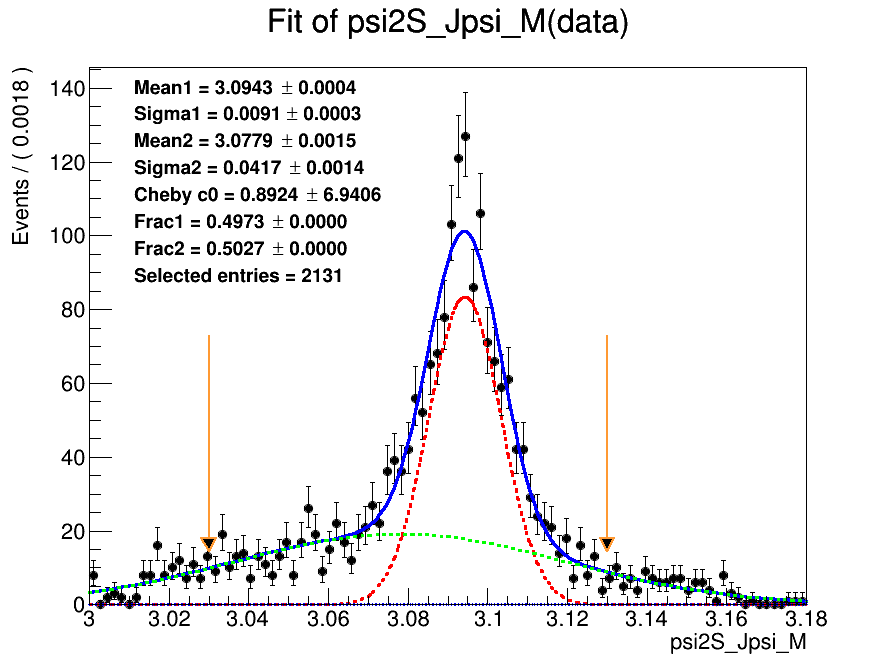 Fit of psi2S_Jpsi_M(data)
Events / ( 0.0018 )
Mean1 = 3.0943 ± 0.0004
Sigma1 = 0.0091 ± 0.0003
Mean2 = 3.0779 ± 0.0015
Sigma2 = 0.0417 ± 0.0014
Cheby c0 = 0.8924 ± 6.9406
Frac1 = 0.4973 ± 0.0000
Frac2 = 0.5027 ± 0.0000
Selected entries = 2131
140
120
100
80
60
40
20
0
3 3.02 3.04 3.06 3.08 3.1 3.12 3.14 3.16 3.18
psi2S_Jpsi_M